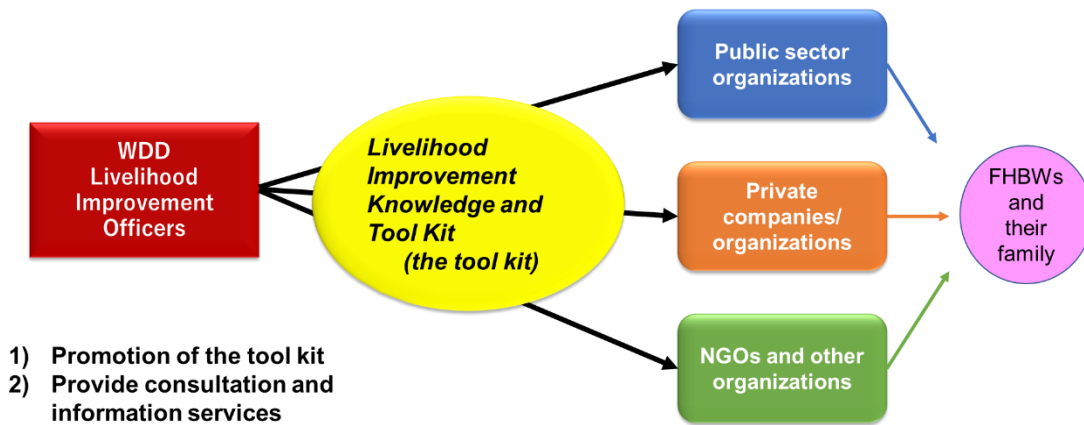 WDD
Livelihood
Improvement
Officers
Livelihood
Improvement
Knowledge and
Tool Kit
(the tool kit)
Public sector
organizations
Private
companies/
organizations
NGOs and other
organizations
FHBWs
and
their
family
1) Promotion of the tool kit
2) Provide consultation and
information services